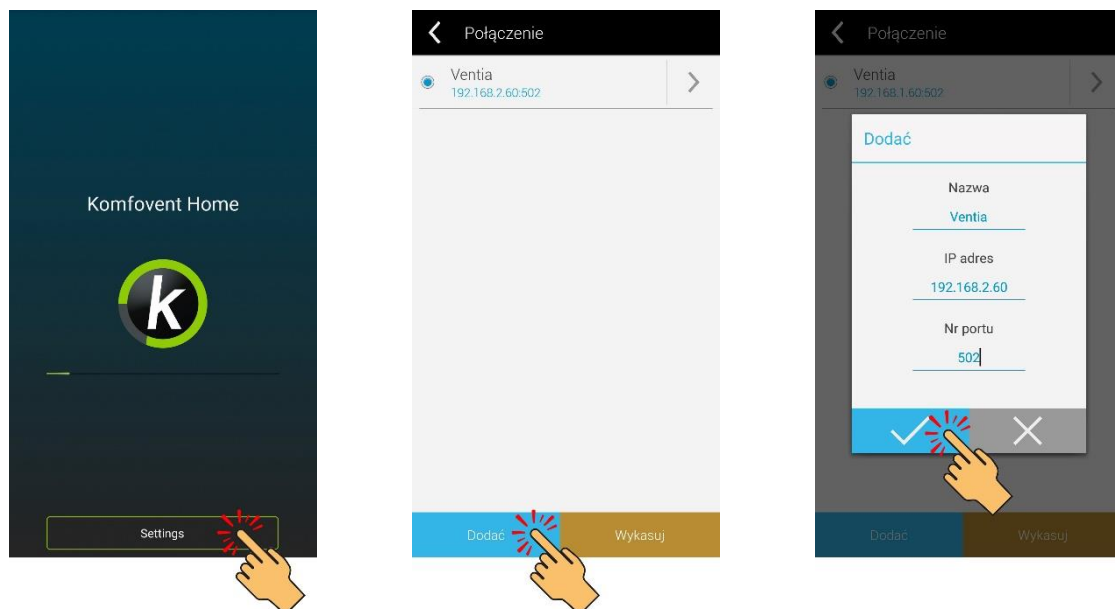 Komfovent Home
k
Settings
Połączenie
Ventia
192.168.2.60:502
Dodać
Wykasuj
Połączenie
Ventia
192.168.1.60:502
Dodać
Nazwa
Ventia
IP adres
192.168.2.60
Nr portu
502
Dodać
Wykasuj